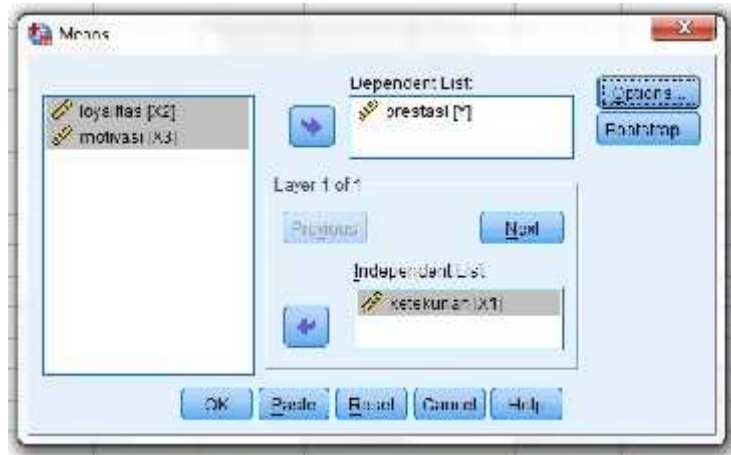 Means
Dependent List:
loyalitas [X2]
motivasi [X3]
prestasi [Y]
Options...
Bootstrap...
Layer 1 of 1
Previous
Next
Independent List:
ketekunan [X1]
OK
Paste
Reset
Cancel
Help